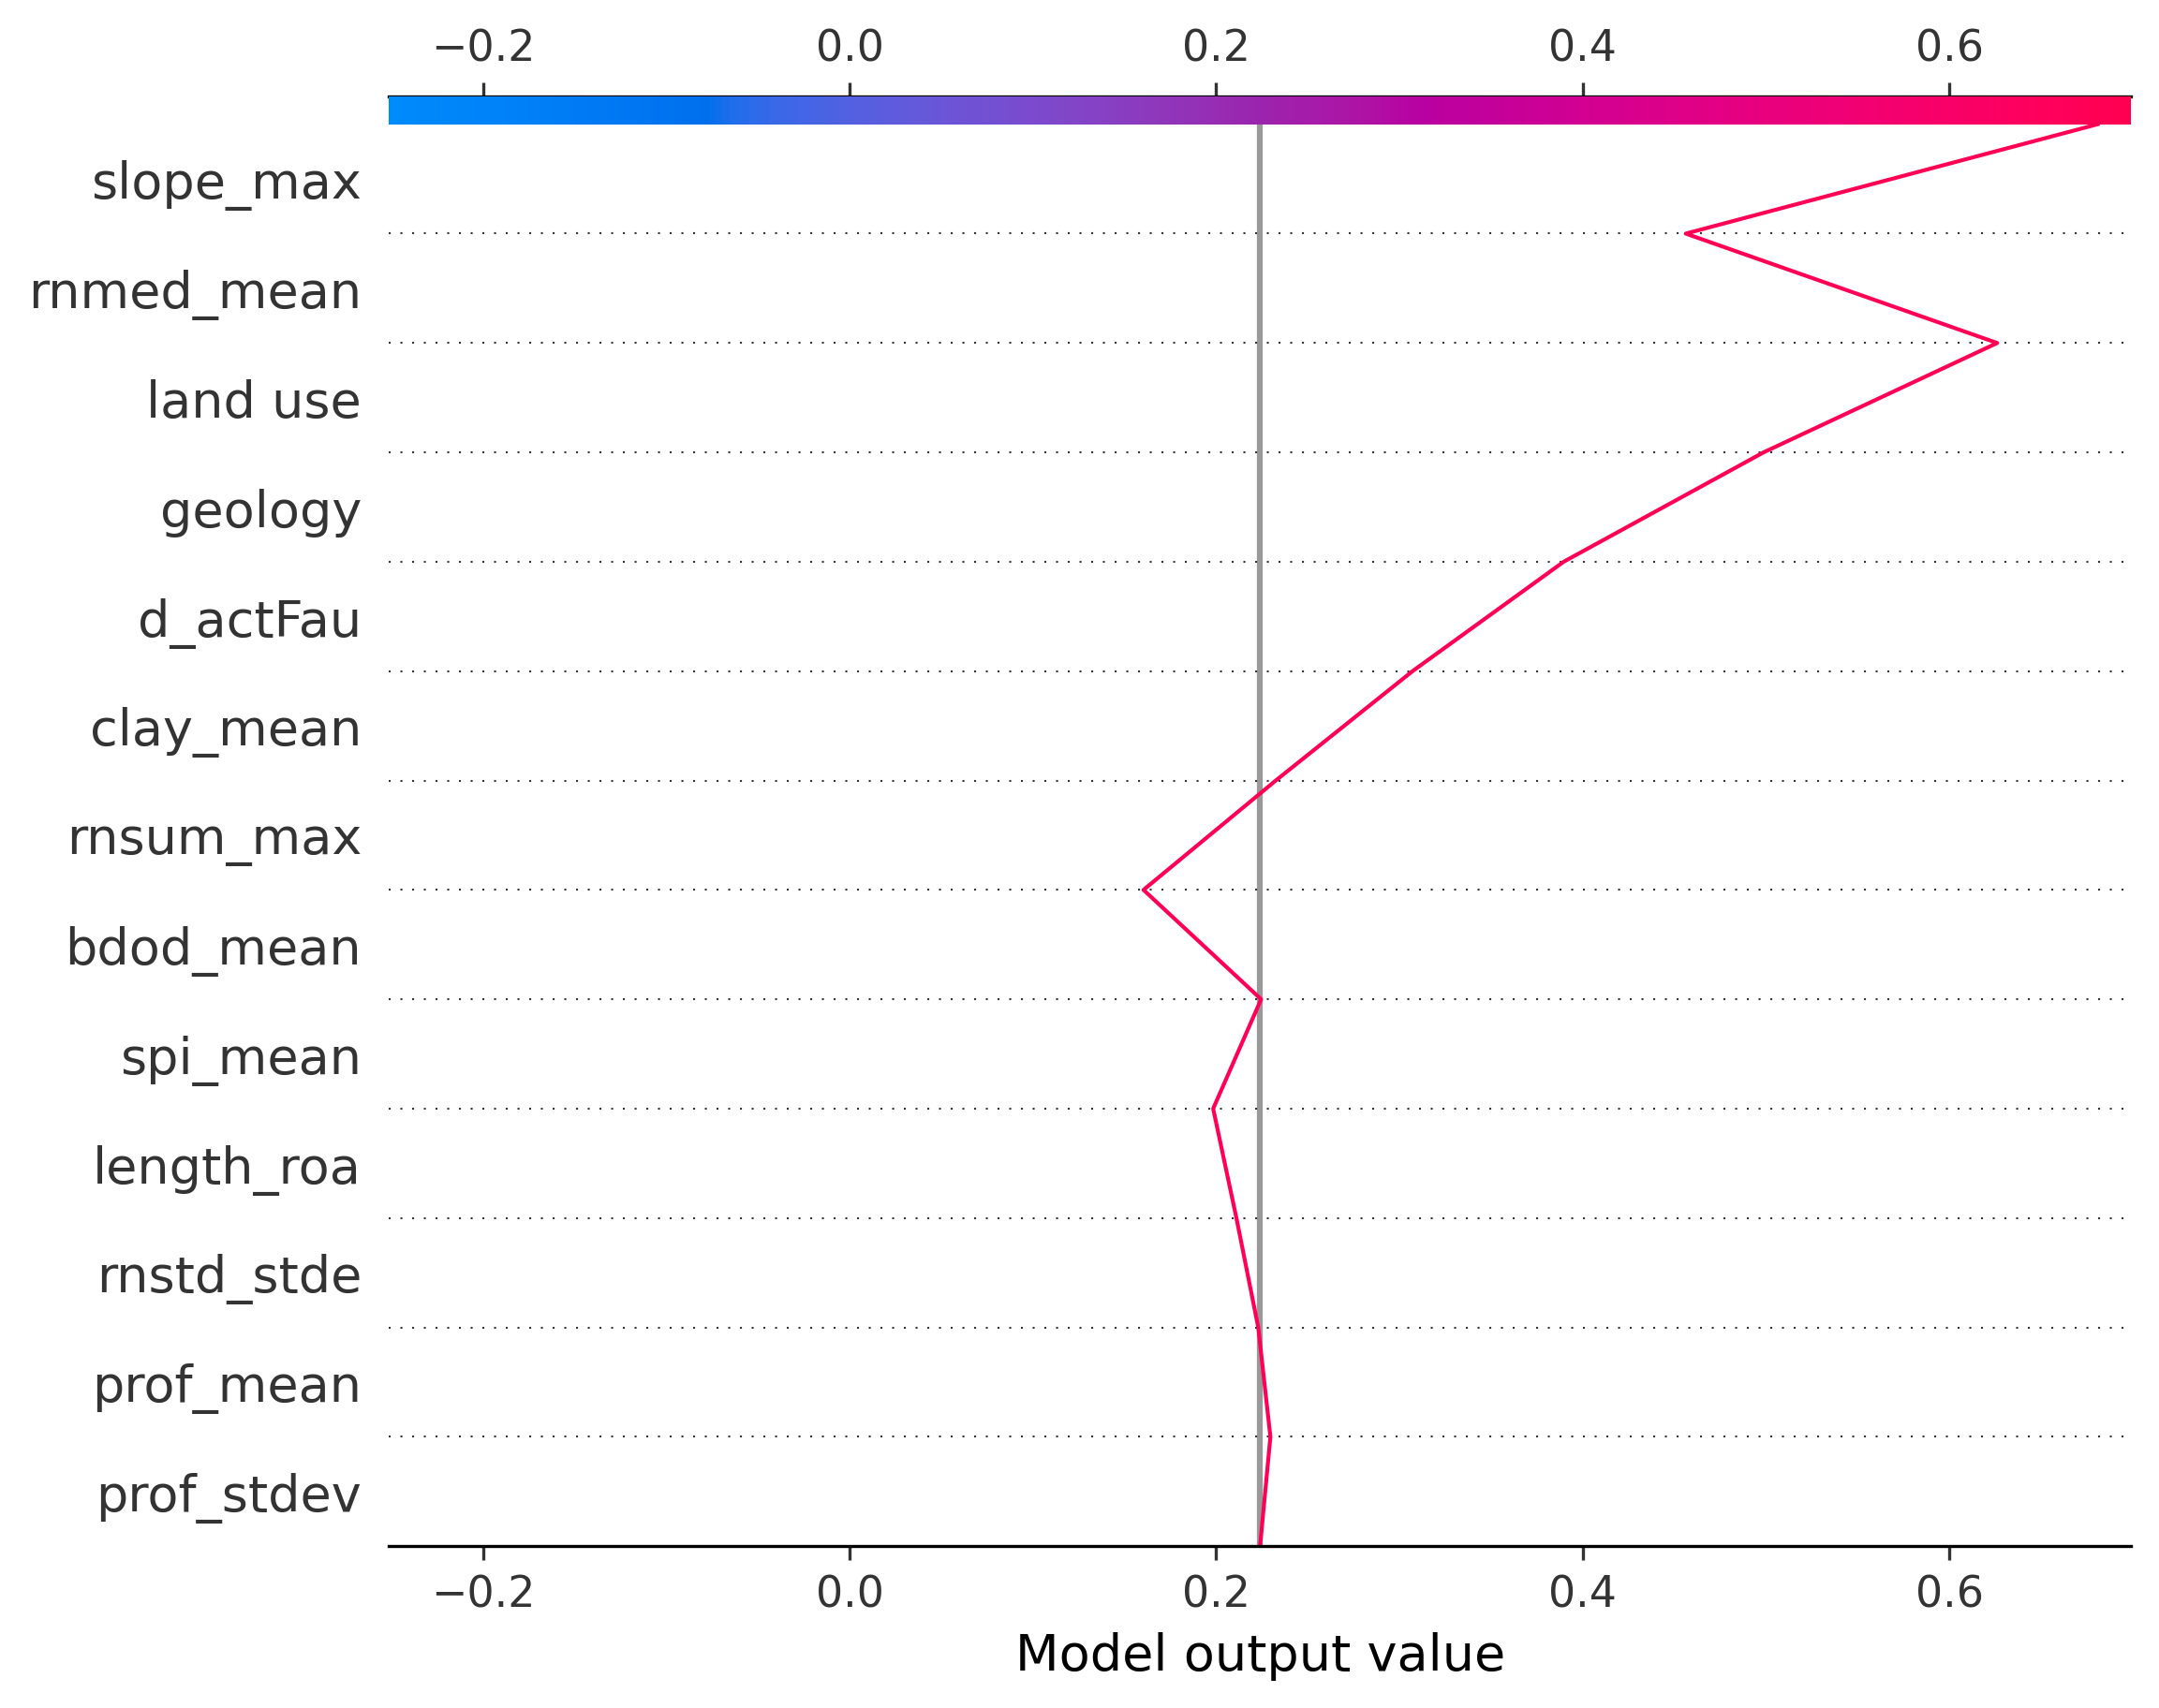 −0.2 0.0 0.2 0.4 0.6
slope_max
rnmed_mean
land use
geology
d_actFau
clay_mean
rnsum_max
bdod_mean
spi_mean
length_roa
rnstd_stde
prof_mean
prof_stdev
−0.2 0.0 0.2 0.4 0.6
Model output value